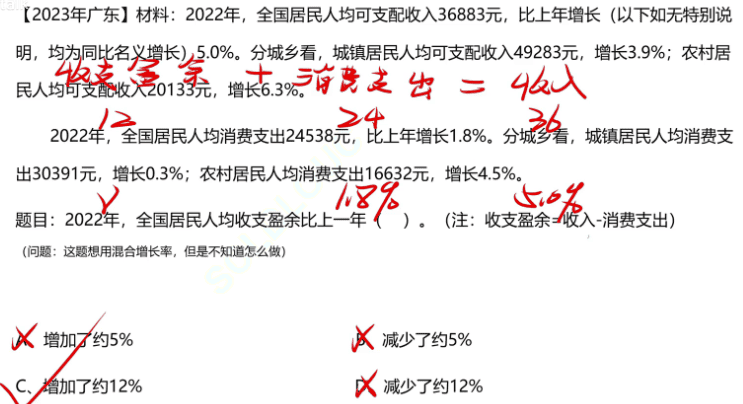 【2023年广东】材料：2022年，全国居民人均可支配收入36883元，比上年增长（以下如无特别说
明，均为同比名义增长）5.0%。分城乡看，城镇居民人均可支配收入49283元，增长3.9%；农村居
收支盈余 + 消费支出 = 收入
民人均可支配收入20133元，增长6.3%。
12 24 36
2022年，全国居民人均消费支出24538元，比上年增长1.8%。分城乡看，城镇居民人均消费支
出30391元，增长0.3%；农村居民人均消费支出16632元，增长4.5%。
1.8% 5.0%
题目：2022年，全国居民人均收支盈余比上一年（ ）。（注：收支盈余=收入-消费支出）
（问题：这题想用混合增长率，但是不知道怎么做）
A、增加了约5% B、减少了约5%
C、增加了约12% D、减少了约12%